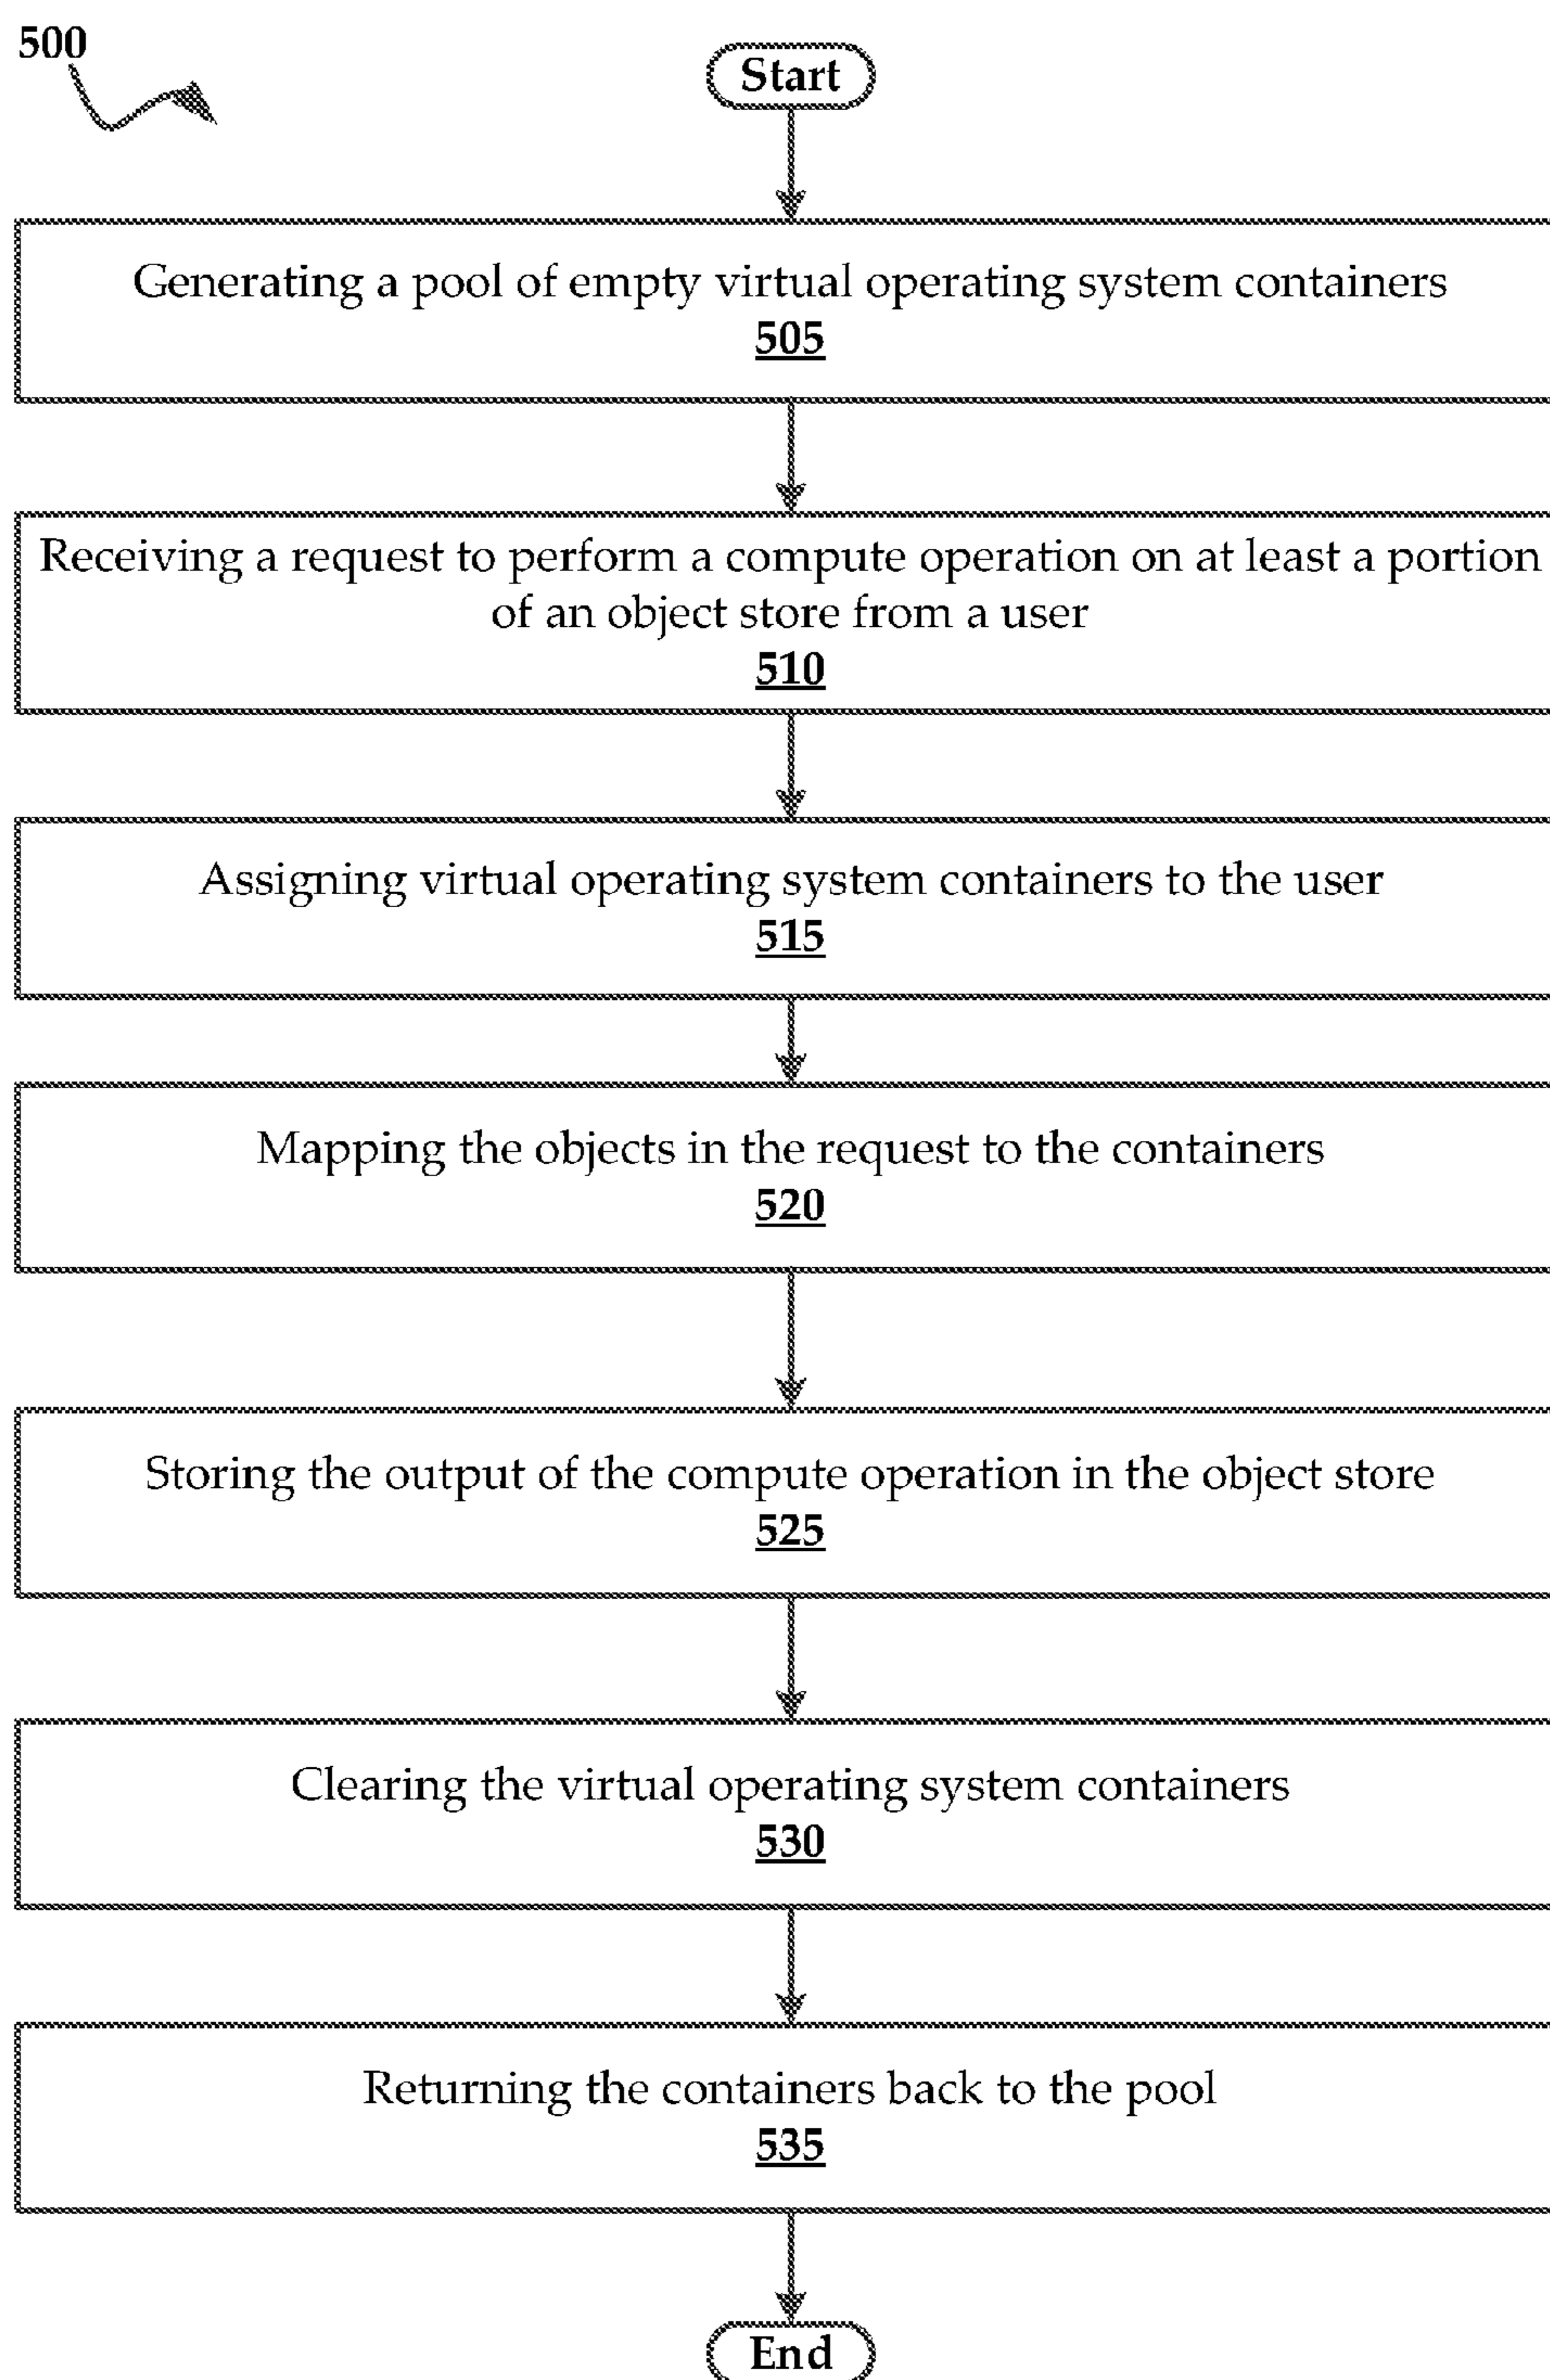 500
Start
Generating a pool of empty virtual operating system containers
505
Receiving a request to perform a compute operation on at least a portion
of an object store from a user
510
Assigning virtual operating system containers to the user
515
Mapping the objects in the request to the containers
520
Storing the output of the compute operation in the object store
525
Clearing the virtual operating system containers
530
Returning the containers back to the pool
535
End